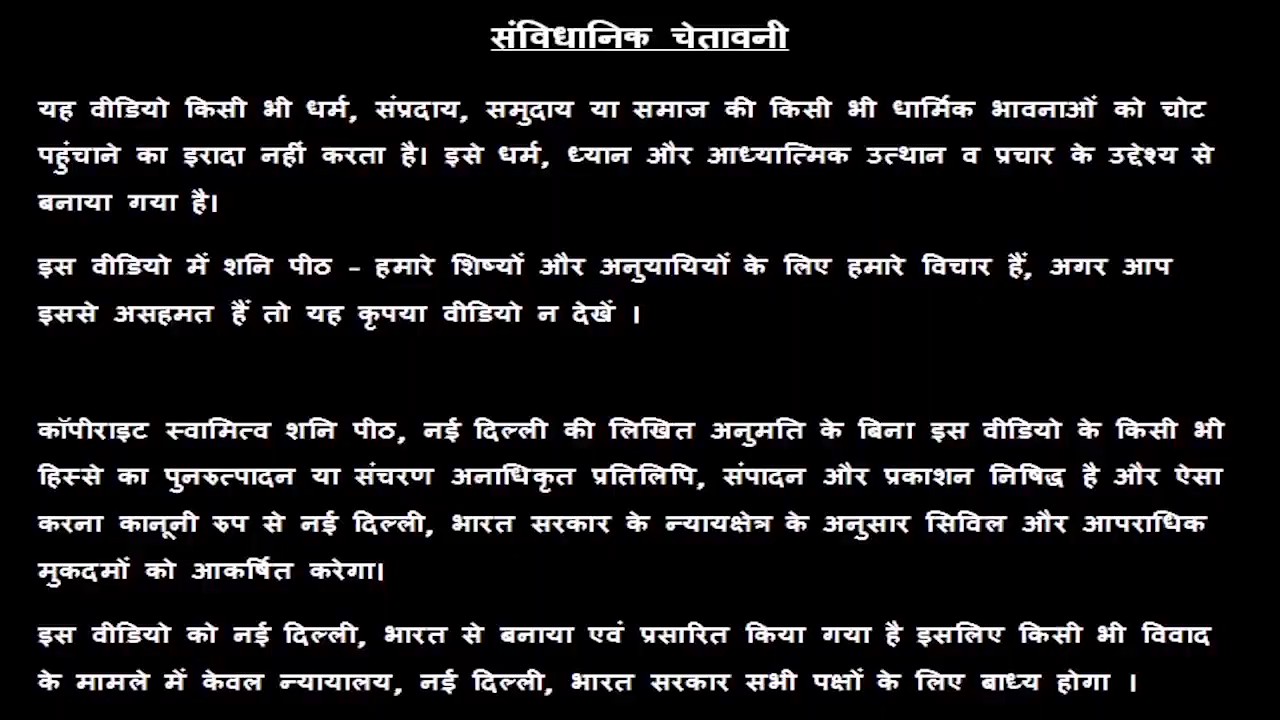 संविधानिक चेतावनी
यह वीडियो किसी भी धर्म, संप्रदाय, समुदाय या समाज की किसी भी धार्मिक भावनाओं को चोट
पहुंचाने का इरादा नहीं करता है। इसे धर्म, ध्यान और आध्यात्मिक उत्थान व प्रचार के उद्देश्य से
बनाया गया है।
इस वीडियो में शनि पीठ – हमारे शिष्यों और अनुयायियों के लिए हमारे विचार हैं, अगर आप
इससे असहमत हैं तो यह कृपया वीडियो न देखें ।
कॉपीराइट स्वामित्व शनि पीठ, नई दिल्ली की लिखित अनुमति के बिना इस वीडियो के किसी भी
हिस्से का पुनरुत्पादन या संचरण अनाधिकृत प्रतिलिपि, संपादन और प्रकाशन निषिद्ध है और ऐसा
करना कानूनी रुप से नई दिल्ली, भारत सरकार के न्यायक्षेत्र के अनुसार सिविल और आपराधिक
मुकदमों को आकर्षित करेगा।
इस वीडियो को नई दिल्ली, भारत से बनाया एवं प्रसारित किया गया है इसलिए किसी भी विवाद
के मामले में केवल न्यायालय, नई दिल्ली, भारत सरकार सभी पक्षों के लिए बाध्य होगा ।